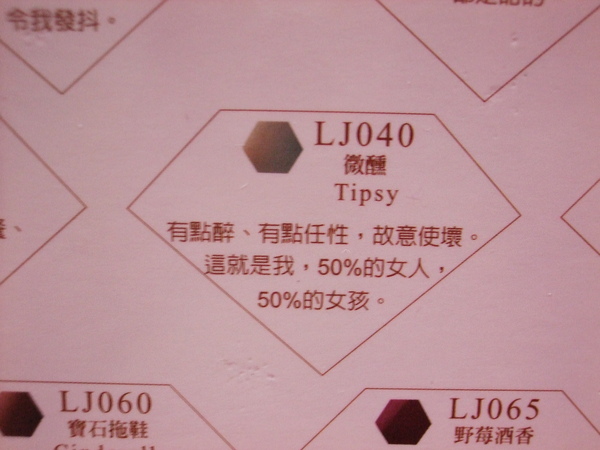 令我發抖。
LJ040
微醺
Tipsy
有點醉、有點任性，故意使壞。
這就是我，50%的女人，
50%的女孩。
LJ060
寶石拖鞋
LJ065
野莓酒香